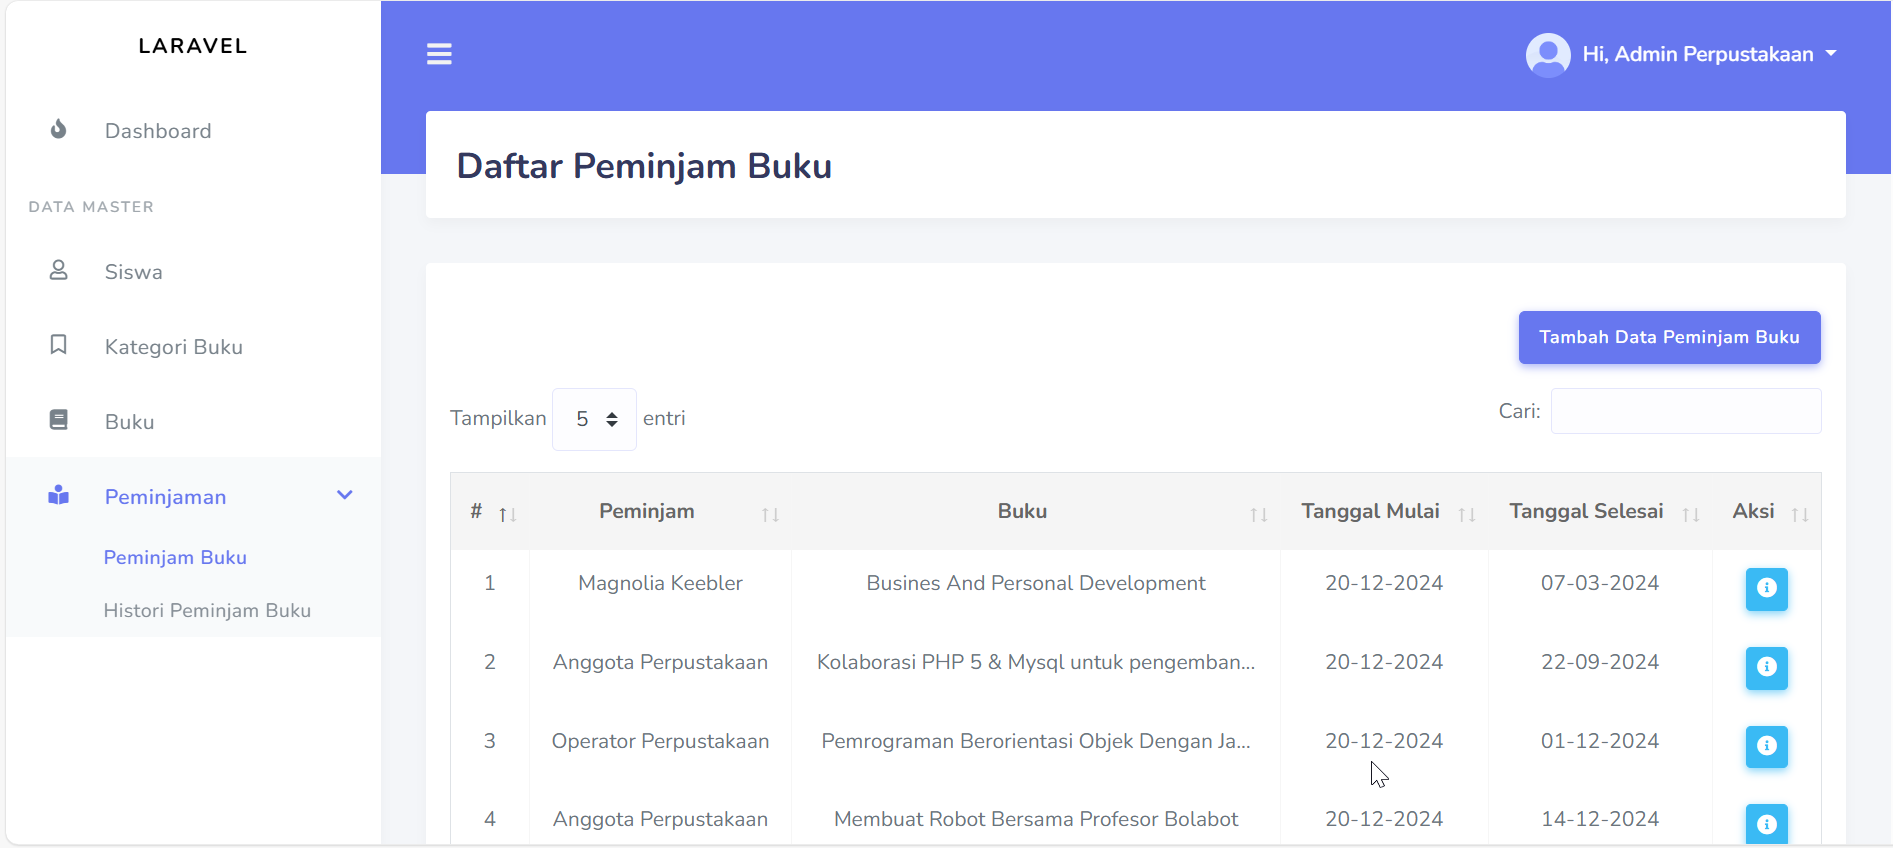 LARAVEL
Hi, Admin Perpustakaan
Dashboard
DATA MASTER
Siswa
Kategori Buku
Buku
Peminjaman
Peminjam Buku
Histori Peminjam Buku
Daftar Peminjam Buku
Tambah Data Peminjam Buku
Tampilkan 5 entri
Cari:
# Peminjam Buku Tanggal Mulai Tanggal Selesai Aksi
1 Magnolia Keebler Busines And Personal Development 20-12-2024 07-03-2024
2 Anggota Perpustakaan Kolaborasi PHP 5 & Mysql untuk pengemban... 20-12-2024 22-09-2024
3 Operator Perpustakaan Pemrograman Berorientasi Objek Dengan Ja... 20-12-2024 01-12-2024
4 Anggota Perpustakaan Membuat Robot Bersama Profesor Bolabot 20-12-2024 14-12-2024